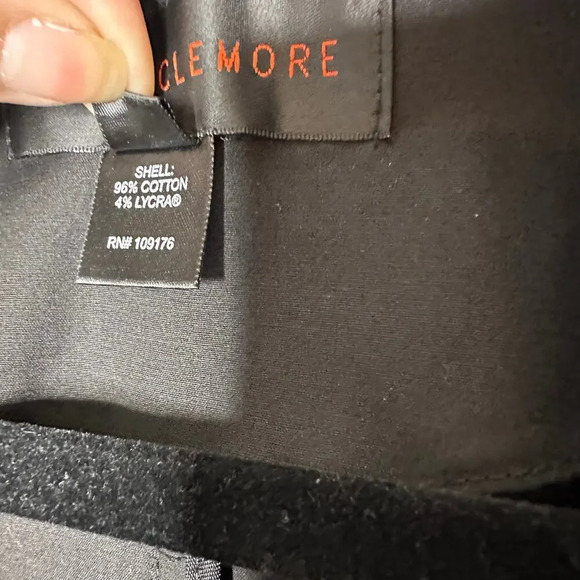 CLEMORE
SHELL:
96% COTTON
4% LYCRA®
RN# 109176